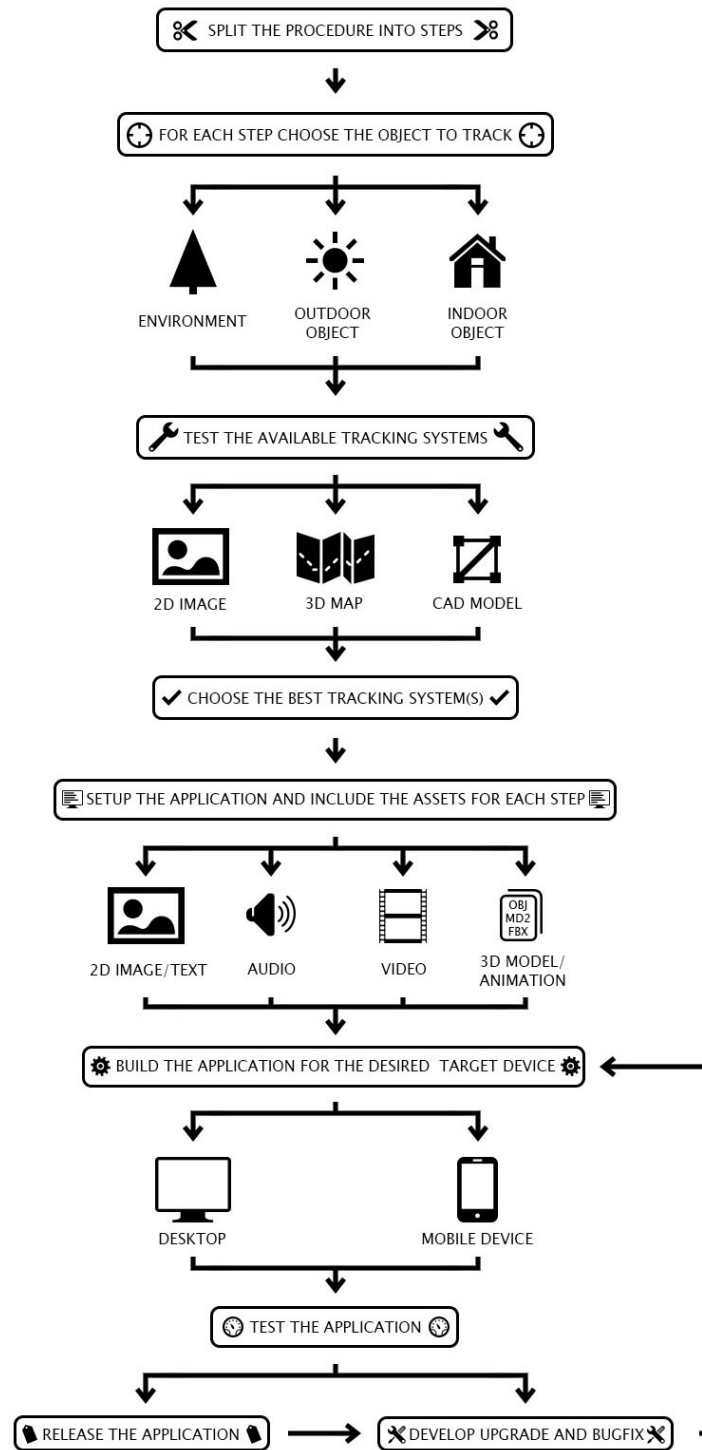 SPLIT THE PROCEDURE INTO STEPS
FOR EACH STEP CHOOSE THE OBJECT TO TRACK
ENVIRONMENT
OUTDOOR
OBJECT
INDOOR
OBJECT
TEST THE AVAILABLE TRACKING SYSTEMS
2D IMAGE
3D MAP
CAD MODEL
CHOOSE THE BEST TRACKING SYSTEM(S)
SETUP THE APPLICATION AND INCLUDE THE ASSETS FOR EACH STEP
OBJ
MD2
FBX
2D IMAGE/TEXT
AUDIO
VIDEO
3D MODEL/
ANIMATION
BUILD THE APPLICATION FOR THE DESIRED TARGET DEVICE
DESKTOP
MOBILE DEVICE
TEST THE APPLICATION
RELEASE THE APPLICATION
DEVELOP UPGRADE AND BUGFIX